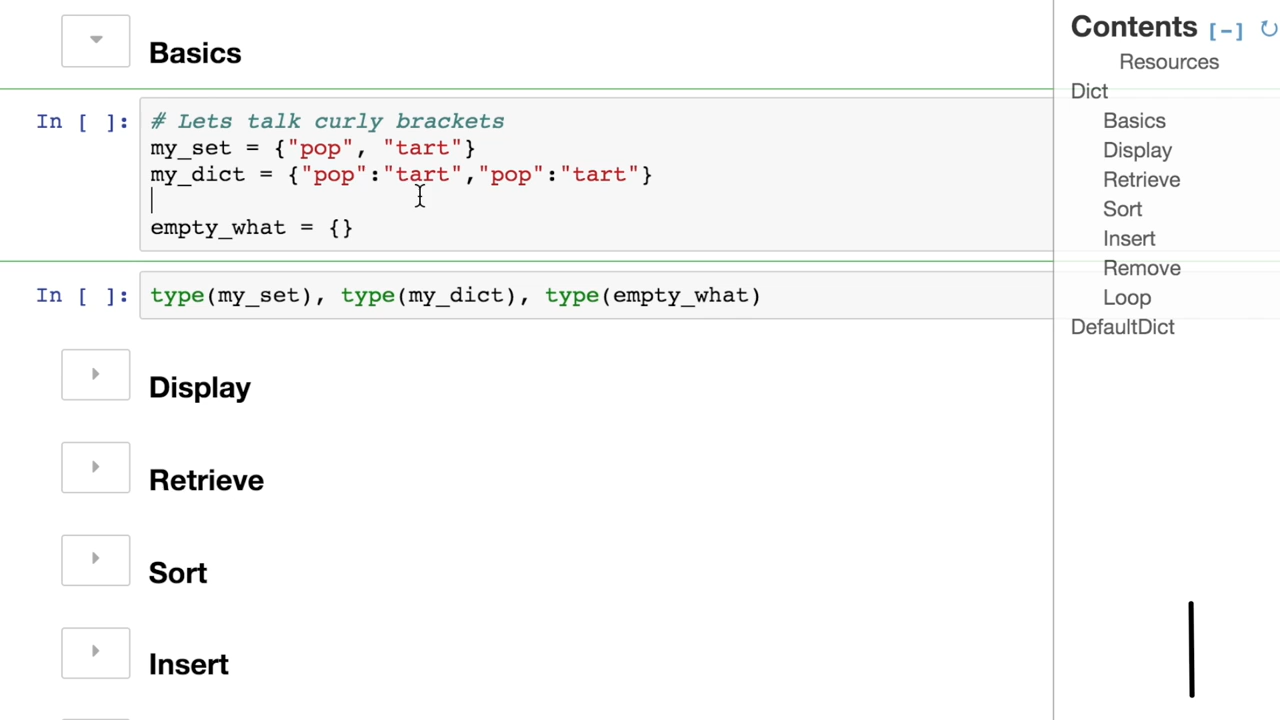 Basics
In [ ]:
# Lets talk curly brackets
my_set = {"pop", "tart"}
my_dict = {"pop":"tart","pop":"tart"}
empty_what = {}
In [ ]:
type(my_set), type(my_dict), type(empty_what)
Display
Retrieve
Sort
Insert
Contents [-] ↻
Resources
Dict
Basics
Display
Retrieve
Sort
Insert
Remove
Loop
DefaultDict